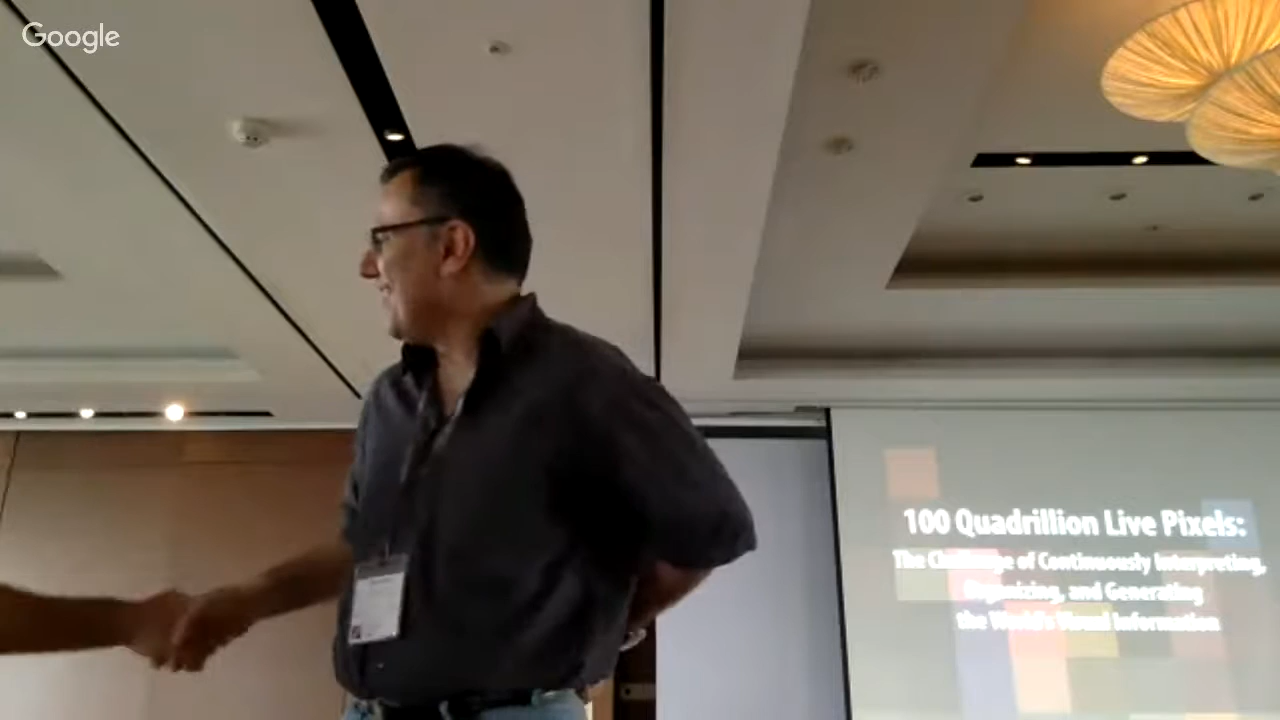 Google
100 Quadrillion Live Pixels:
The Challenge of Continuously Interpreting,
Organizing, and Generating
the World's Visual Information